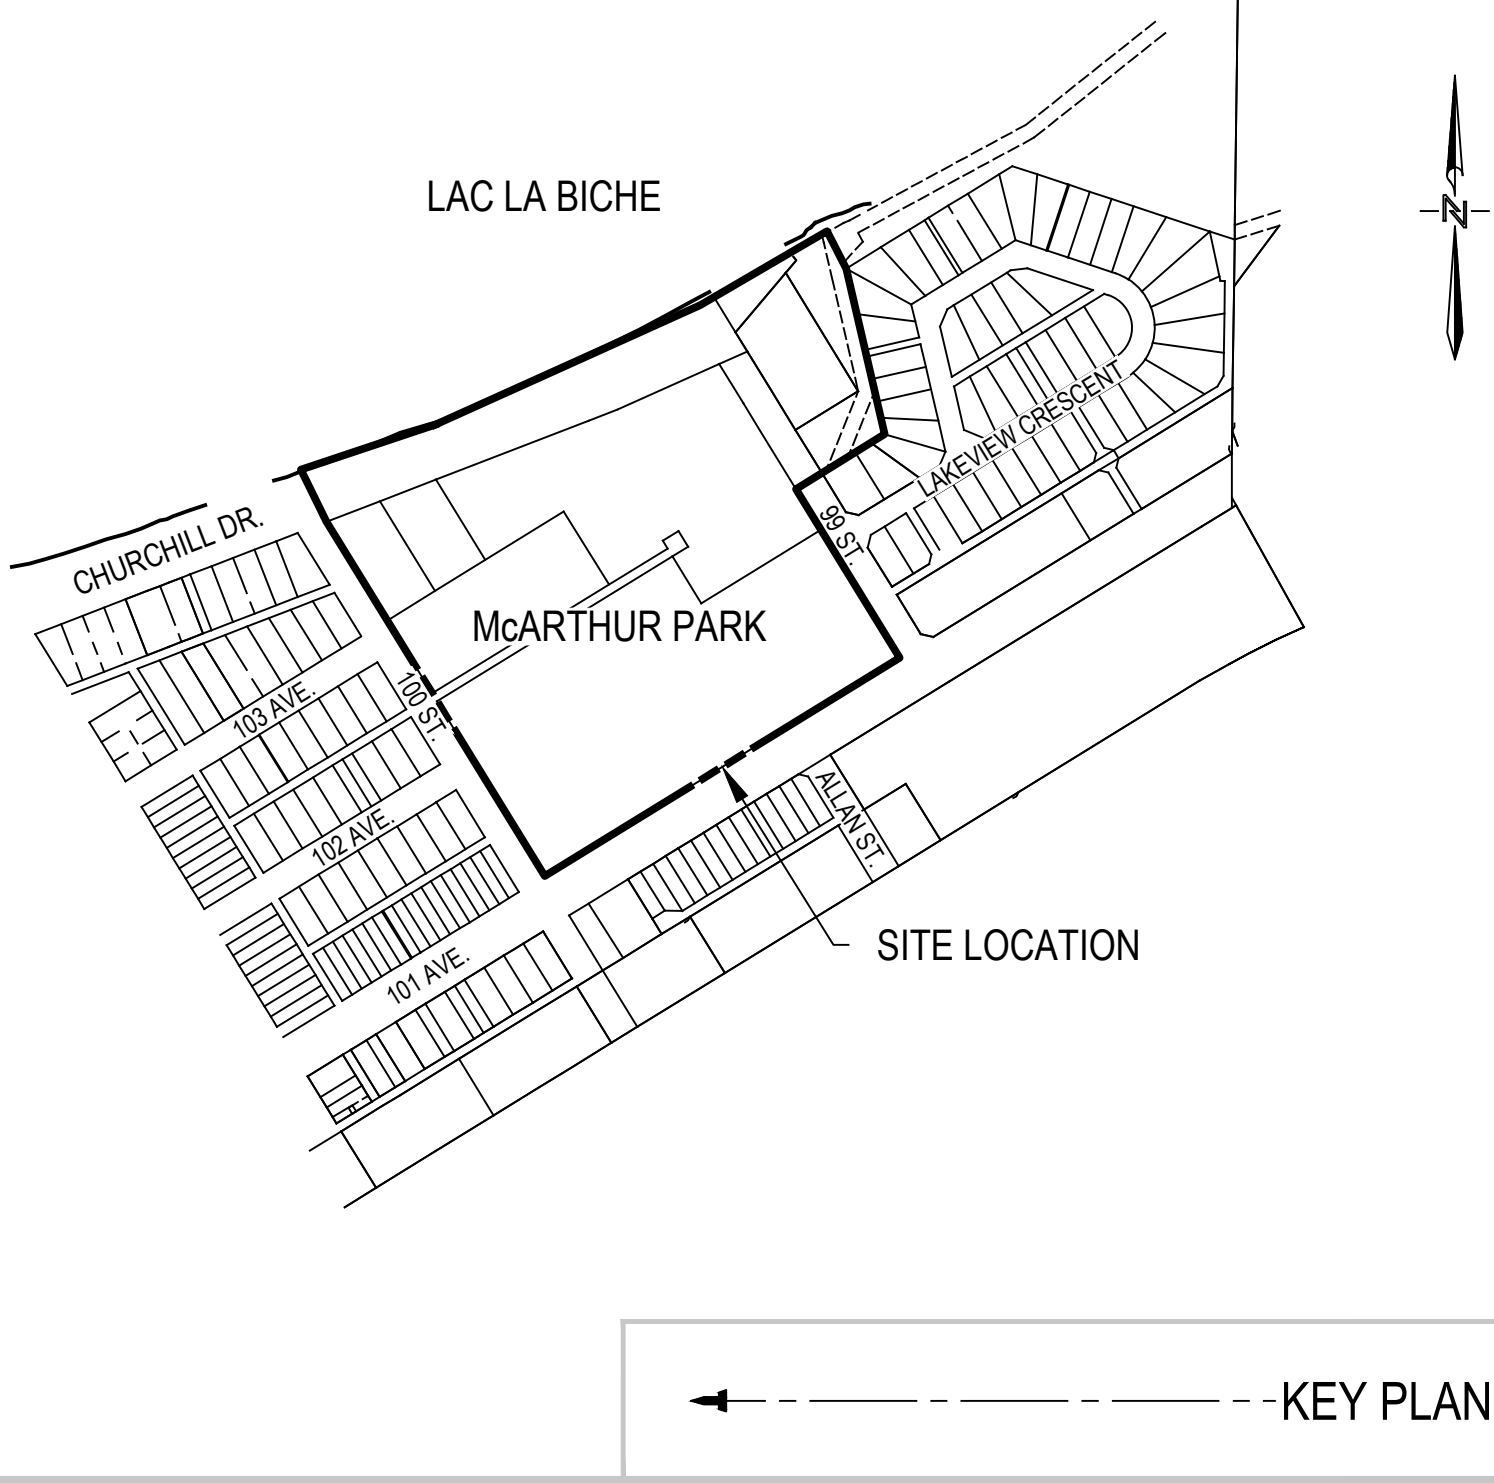 LAC LA BICHE
N
CHURCHILL DR.
LAKEVIEW CRESCENT
99 ST.
McARTHUR PARK
100 ST.
103 AVE.
102 AVE.
ALLAN ST.
101 AVE.
SITE LOCATION
KEY PLAN